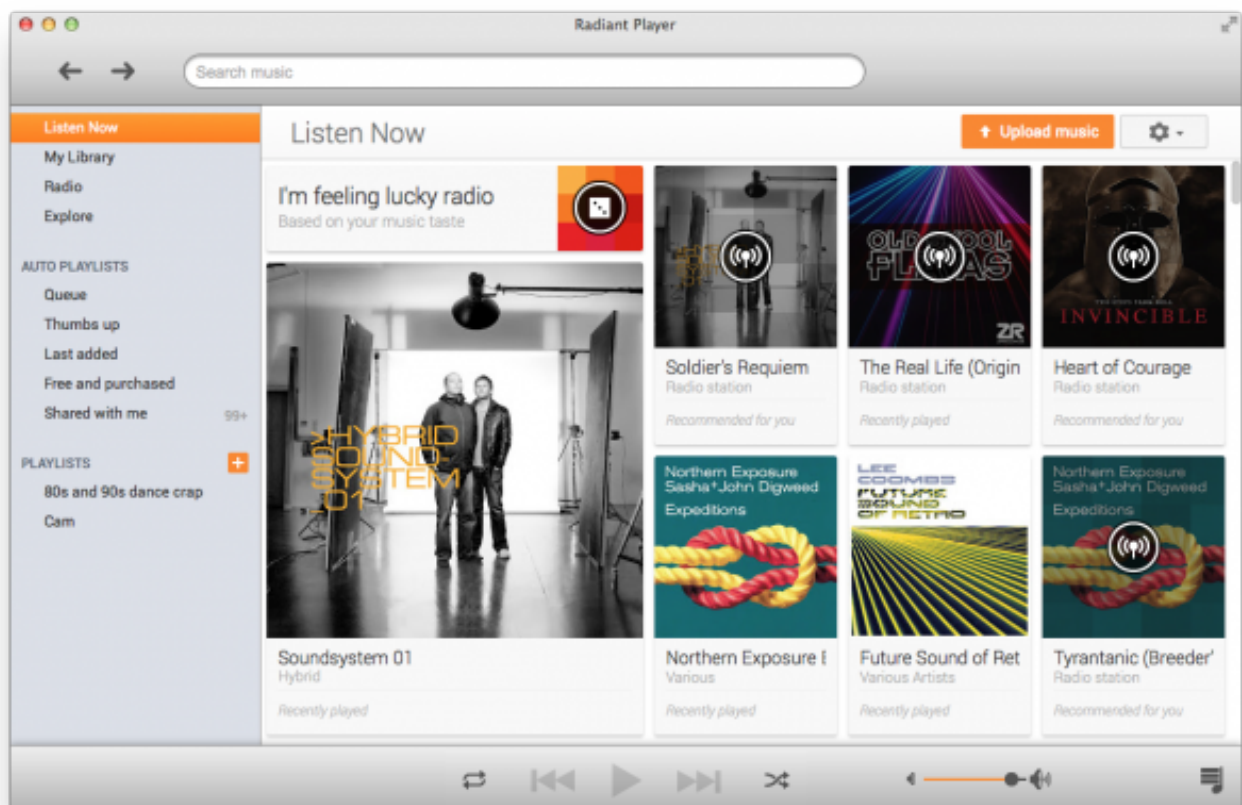 Radiant Player
Search music
Listen Now
My Library
Radio
Explore
AUTO PLAYLISTS
Queue
Thumbs up
Last added
Free and purchased
Shared with me 99+
PLAYLISTS
80s and 90s dance crap
Cam
Listen Now
Upload music
I'm feeling lucky radio
Based on your music taste
>HYBRID
SOUND-
SYSTEM
_01
Soundsystem 01
Hybrid
Recently played
Soldier's Requiem
Radio station
Recommended for you
ZR
The Real Life (Origin
Radio station
Recently played
INVINCIBLE
Heart of Courage
Radio station
Recommended for you
Northern Exposure
Sasha+John Digweed
Expeditions
Northern Exposure E
Various
Recently played
LEE
COOMBS
FUTURE
SOUND
OF RETRO
Future Sound of Ret
Various Artists
Recently played
Northern Exposure
Sasha+John Digweed
Expeditions
Tyrantanic (Breeder'
Radio station
Recommended for you